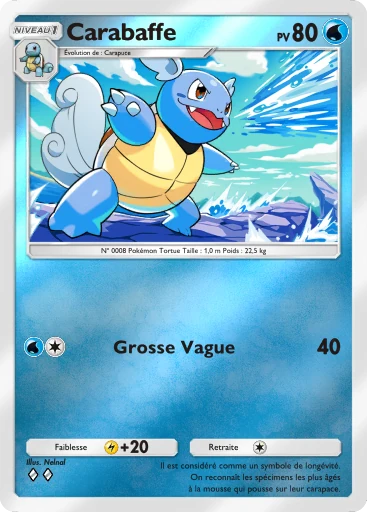 NIVEAU 1
Carabaffe
PV 80
Évolution de : Carapuce
N° 0008 Pokémon Tortue Taille : 1,0 m Poids : 22,5 kg
Grosse Vague 40
Faiblesse +20 Retraite
Illus. Nelnal
Il est considéré comme un symbole de longévité.
On reconnaît les spécimens les plus âgés
à la mousse qui pousse sur leur carapace.